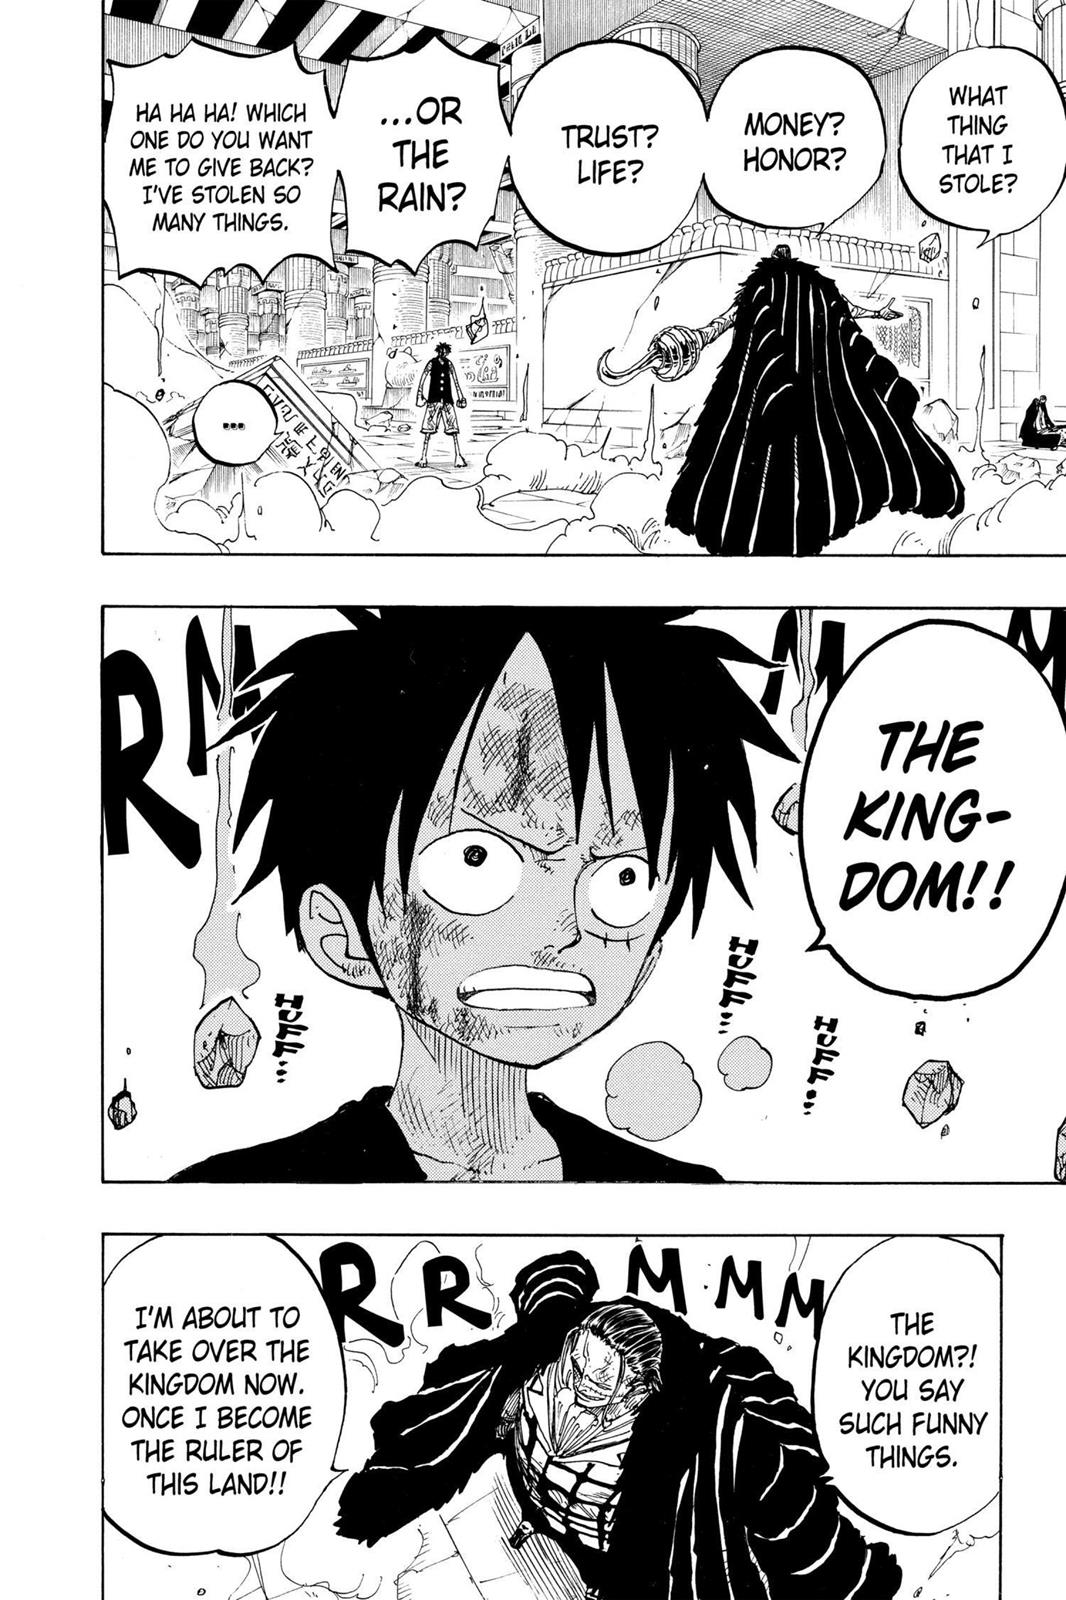 WHAT
THING
THAT I
STOLE?
MONEY?
HONOR?
TRUST?
LIFE?
...OR
THE
RAIN?
HA HA HA! WHICH
ONE DO YOU WANT
ME TO GIVE BACK?
I'VE STOLEN SO
MANY THINGS.
...
THE
KING-
DOM!!
RMMMM
HUFF...
HUFF...
HUFF...
THE
KINGDOM?!
YOU SAY
SUCH FUNNY
THINGS.
RRRMMMM
I'M ABOUT TO
TAKE OVER THE
KINGDOM NOW.
ONCE I BECOME
THE RULER OF
THIS LAND!!